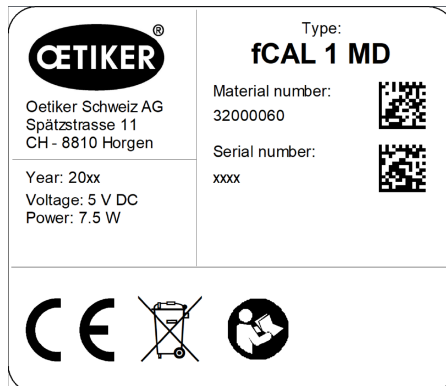 ŒTIKER®
Oetiker Schweiz AG
Spätzstrasse 11
CH - 8810 Horgen
Year: 20xx
Voltage: 5 V DC
Power: 7.5 W
Type:
fCAL 1 MD
Material number:
32000060
Serial number:
xxxx
CE